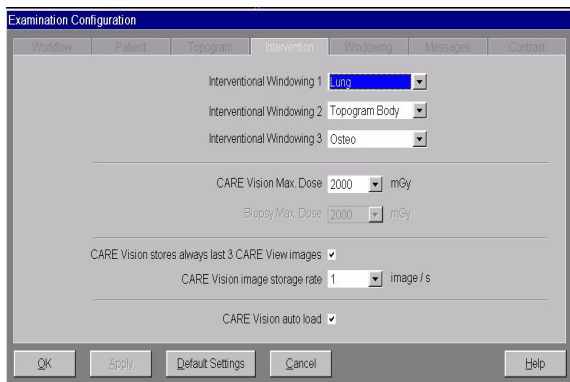 Examination Configuration
Workflow Patient Topogram Intervention Windowing Messages Contrast
Interventional Windowing 1 Lung
Interventional Windowing 2 Topogram Body
Interventional Windowing 3 Osteo
CARE Vision Max. Dose 2000 mGy
Biopsy Max. Dose 2000 mGy
CARE Vision stores always last 3 CARE View images
CARE Vision image storage rate 1 image / s
CARE Vision auto load
OK Apply Default Settings Cancel Help